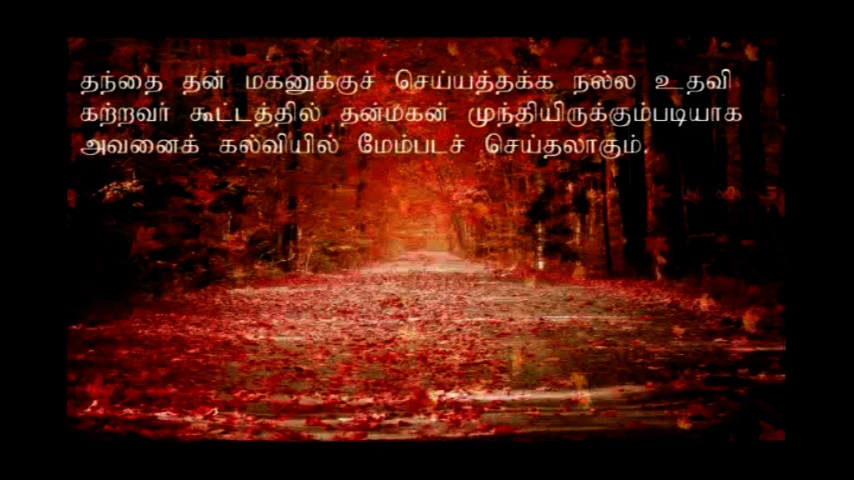 தந்தை தன் மகனுக்குச் செய்யத்தக்க நல்ல உதவி
கற்றவர் கூட்டத்தில் தன்மகன் முந்தியிருக்கும்படியாக
அவனைக் கல்வியில் மேம்படச் செய்தலாகும்.